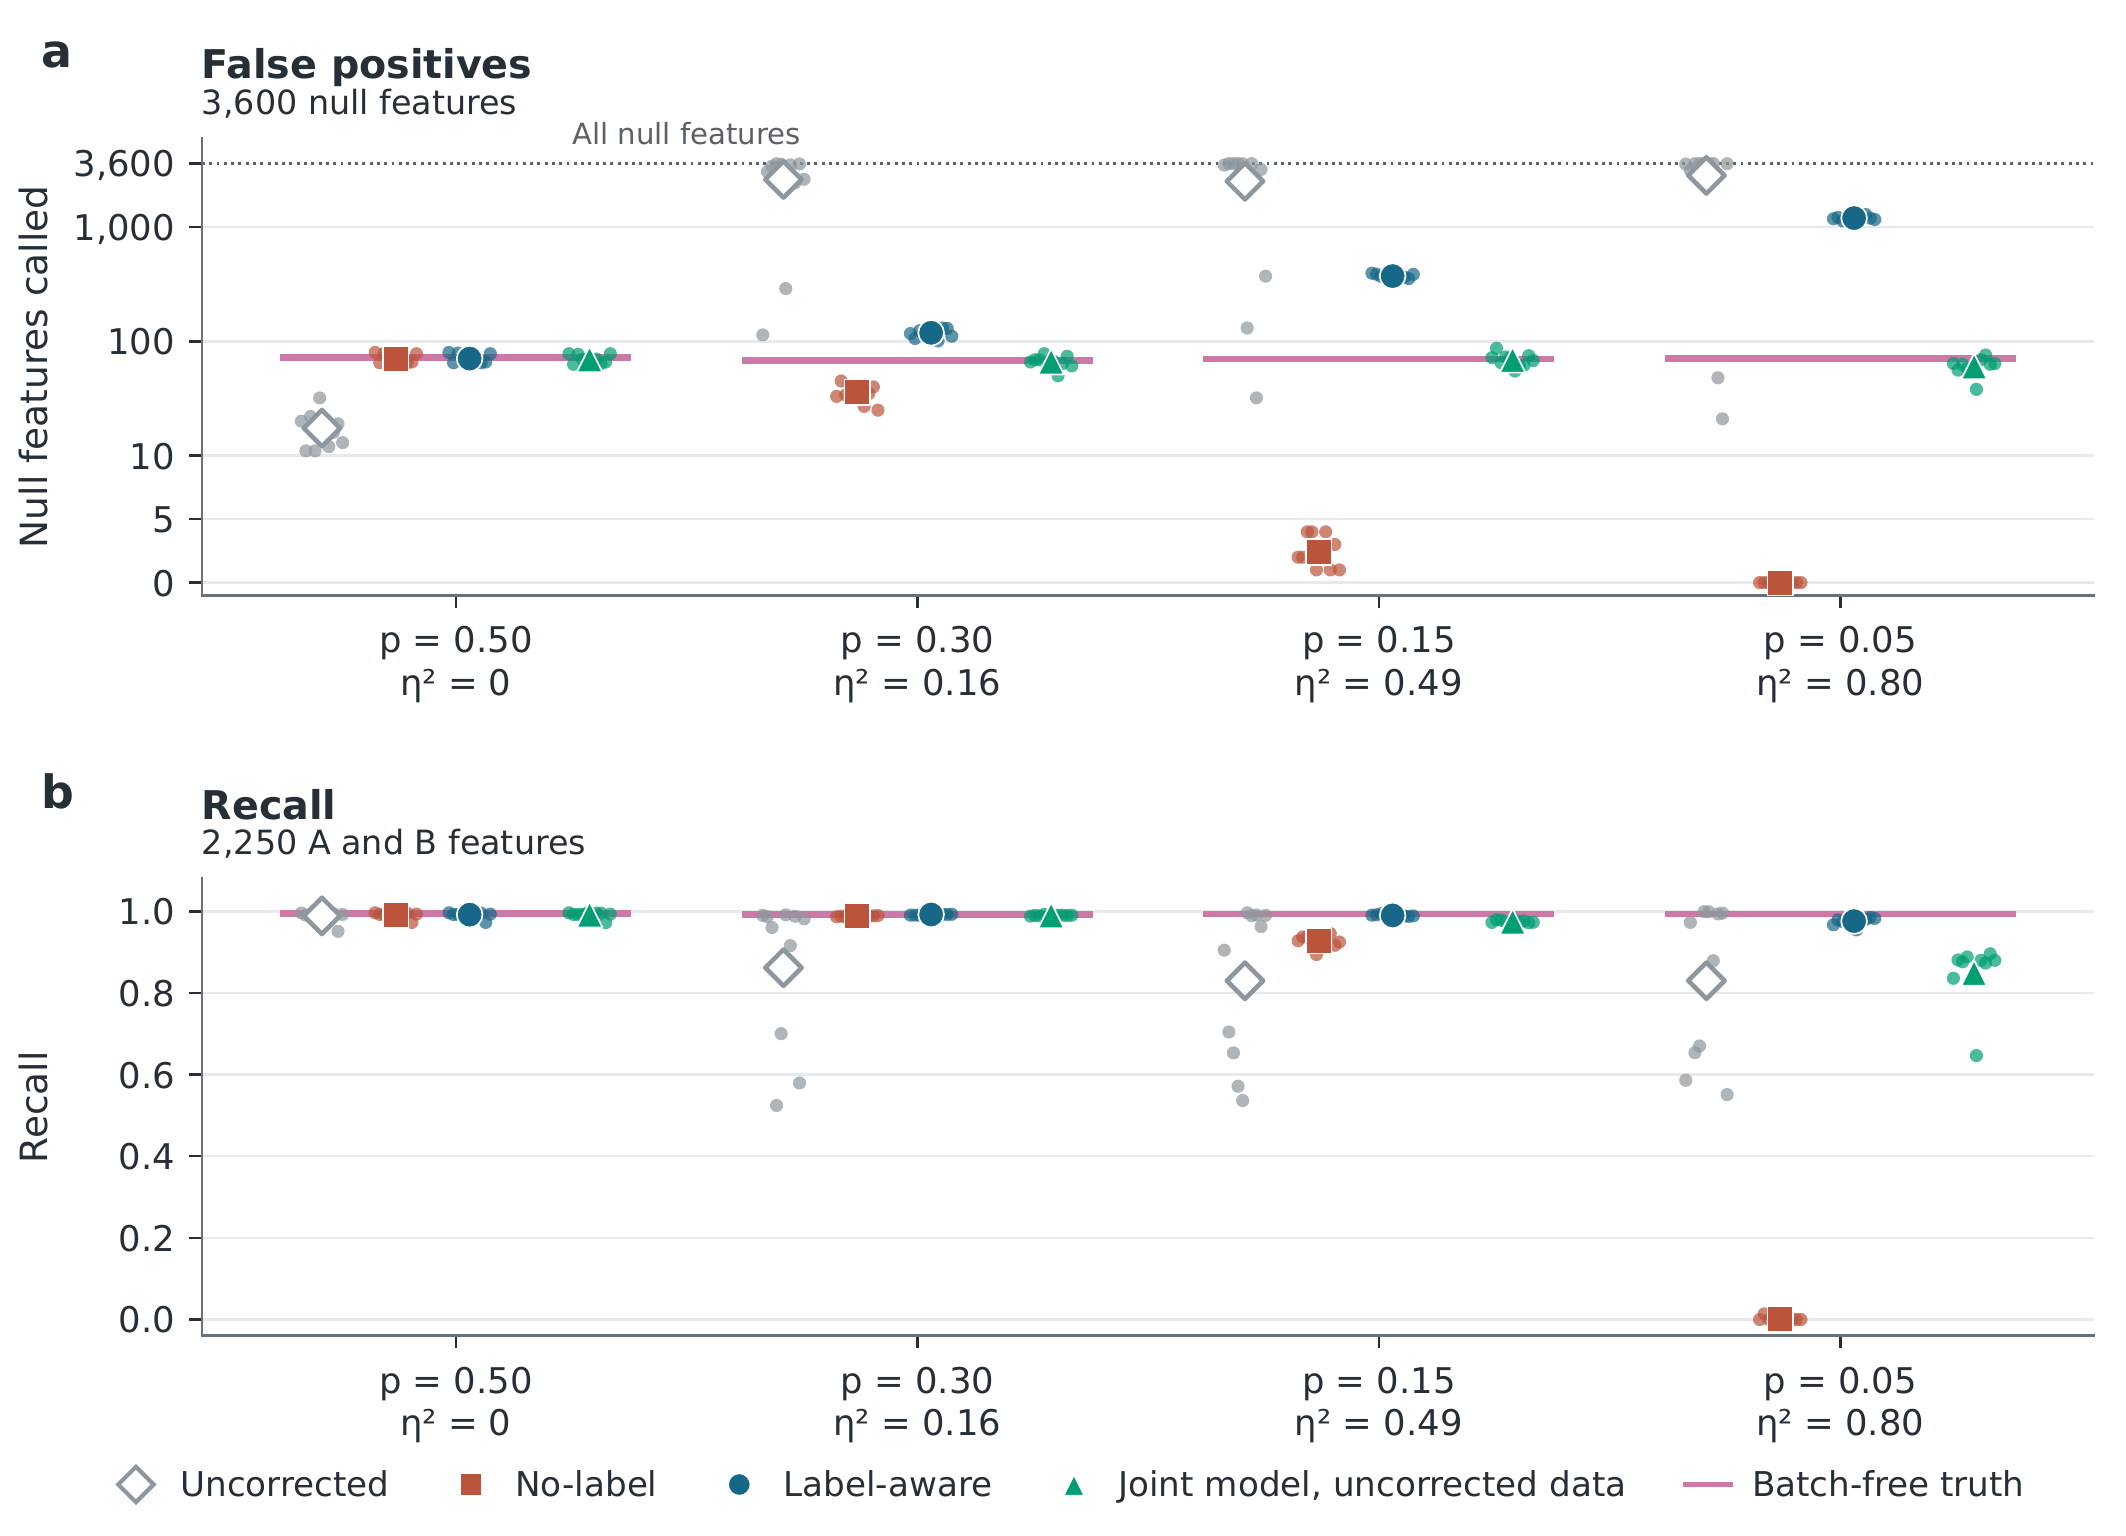 a
False positives
3,600 null features
All null features
Null features called
3,600
1,000
100
10
5
0
p = 0.50
η² = 0
p = 0.30
η² = 0.16
p = 0.15
η² = 0.49
p = 0.05
η² = 0.80
b
Recall
2,250 A and B features
Recall
1.0
0.8
0.6
0.4
0.2
0.0
p = 0.50
η² = 0
p = 0.30
η² = 0.16
p = 0.15
η² = 0.49
p = 0.05
η² = 0.80
Uncorrected
No-label
Label-aware
Joint model, uncorrected data
Batch-free truth